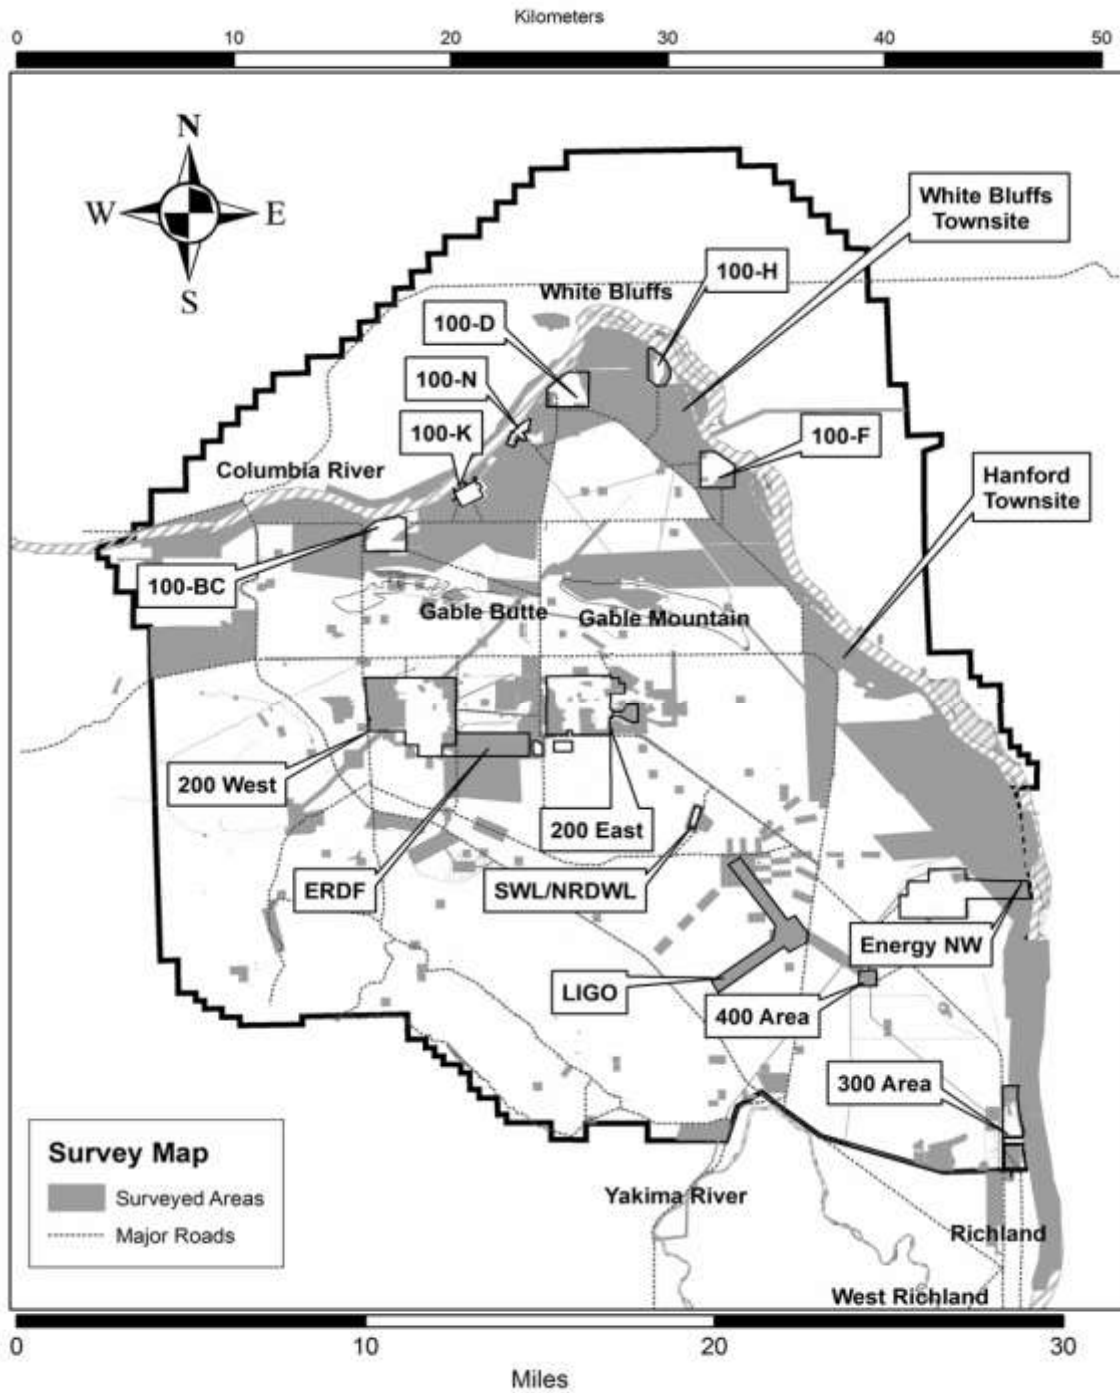 Kilometers
0 10 20 30 40 50
N
W E
S
White Bluffs
Townsite
100-H
White Bluffs
100-D
100-N
100-K
100-F
Columbia River
Hanford
Townsite
100-BC
Gable Butte
Gable Mountain
200 West
200 East
ERDF
SWL/NRDWL
Energy NW
LIGO
400 Area
300 Area
Survey Map
Surveyed Areas
Major Roads
Yakima River
Richland
West Richland
0 10 20 30
Miles